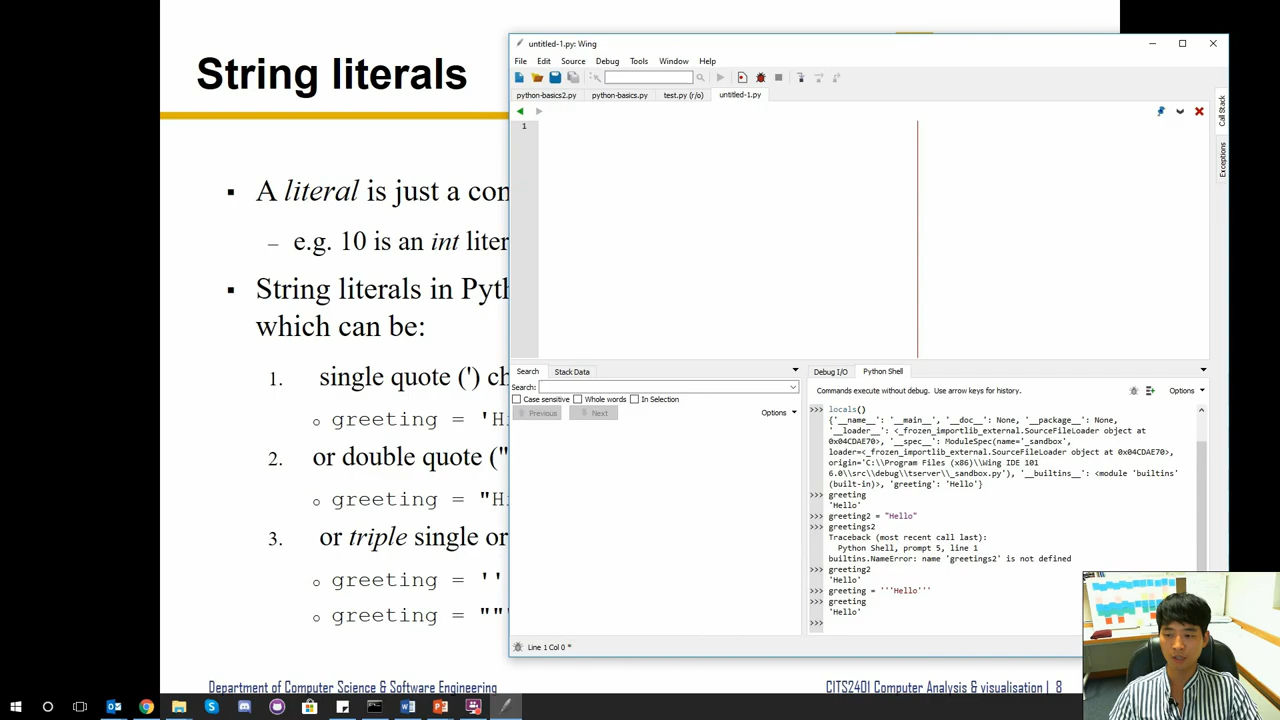 String literals
A literal is just a con
e.g. 10 is an int liter
String literals in Pyth
which can be:
1. single quote (') ch
greeting = 'H
2. or double quote ("
greeting = "H
3. or triple single or
greeting = ''
greeting = """
Department of Computer Science & Software Engineering
CITS2401 Computer Analysis & visualisation | 8
untitled-1.py: Wing
File Edit Source Debug Tools Window Help
python-basics2.py python-basics.py test.py (r/o) untitled-1.py
1
Call Stack
Exceptions
Search Stack Data
Search:
Case sensitive Whole words In Selection
Previous Next Options
Line 1 Col 0 *
Debug I/O Python Shell
Commands execute without debug. Use arrow keys for history.
Options
>>> locals()
{'__name__': '__main__', '__doc__': None, '__package__': None,
'__loader__': <_frozen_importlib_external.SourceFileLoader object at
0x04CDAE70>, '__spec__': ModuleSpec(name='_sandbox',
loader=<_frozen_importlib_external.SourceFileLoader object at 0x04CDAE70>,
origin='C:\\Program Files (x86)\\Wing IDE 101
6.0\\src\\debug\\tserver\\_sandbox.py'), '__builtins__': <module 'builtins'
(built-in)>, 'greeting': 'Hello'}
>>> greeting
'Hello'
>>> greeting2 = "Hello"
>>> greetings2
Traceback (most recent call last):
Python Shell, prompt 5, line 1
builtins.NameError: name 'greetings2' is not defined
>>> greeting2
'Hello'
>>> greeting = '''Hello'''
>>> greeting
'Hello'
>>>